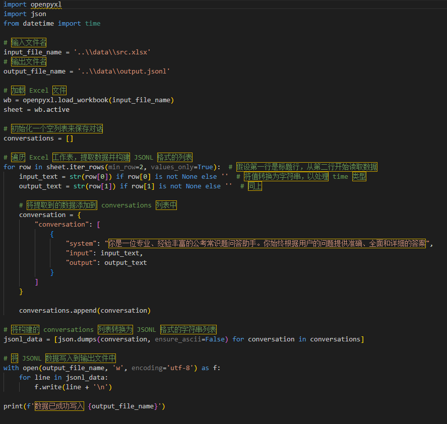 import openpyxl
import json
from datetime import time

# 输入文件名
input_file_name = '..\\data\\src.xlsx'
# 输出文件名
output_file_name = '..\\data\\output.jsonl'

# 加载 Excel 文件
wb = openpyxl.load_workbook(input_file_name)
sheet = wb.active

# 初始化一个空列表来保存对话
conversations = []

# 遍历 Excel 工作表，提取数据并构建 JSONL 格式的列表
for row in sheet.iter_rows(min_row=2, values_only=True):  # 假设第一行是标题行，从第二行开始读取数据
    input_text = str(row[0]) if row[0] is not None else ''  # 将值转换为字符串，以处理 time 类型
    output_text = str(row[1]) if row[1] is not None else ''  # 同上

    # 将提取到的数据添加到 conversations 列表中
    conversation = {
        "conversation": [
            {
                "system": "你是一位专业、经验丰富的公考常识题问答助手。你始终根据用户的问题提供准确、全面和详细的答案",
                "input": input_text,
                "output": output_text
            }
        ]
    }

    conversations.append(conversation)

# 将构建的 conversations 列表转换为 JSONL 格式的字符串列表
jsonl_data = [json.dumps(conversation, ensure_ascii=False) for conversation in conversations]

# 将 JSONL 数据写入到输出文件中
with open(output_file_name, 'w', encoding='utf-8') as f:
    for line in jsonl_data:
        f.write(line + '\n')

print(f'数据已成功写入 {output_file_name}')